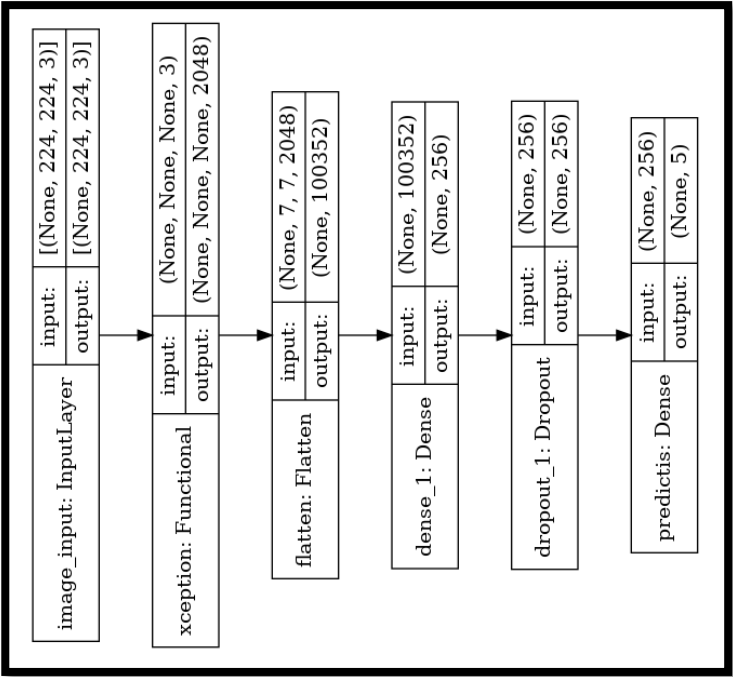 image_input: InputLayer
input:
[(None, 224, 224, 3)]
output:
[(None, 224, 224, 3)]
xception: Functional
input:
(None, None, None, 3)
output:
(None, None, None, 2048)
flatten: Flatten
input:
(None, 7, 7, 2048)
output:
(None, 100352)
dense_1: Dense
input:
(None, 100352)
output:
(None, 256)
dropout_1: Dropout
input:
(None, 256)
output:
(None, 256)
predictis: Dense
input:
(None, 256)
output:
(None, 5)